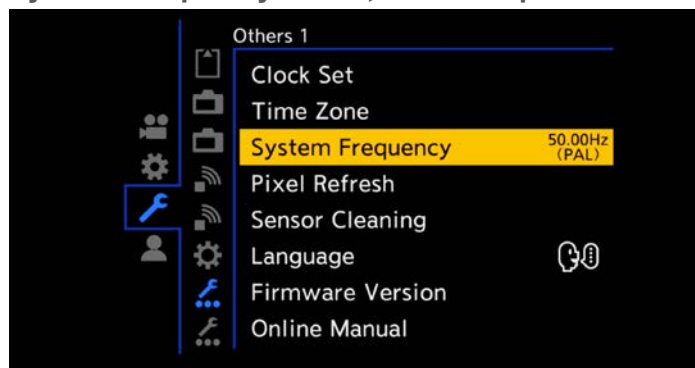 Others 1
Clock Set
Time Zone
System Frequency 50.00Hz
(PAL)
Pixel Refresh
Sensor Cleaning
Language
Firmware Version
Online Manual